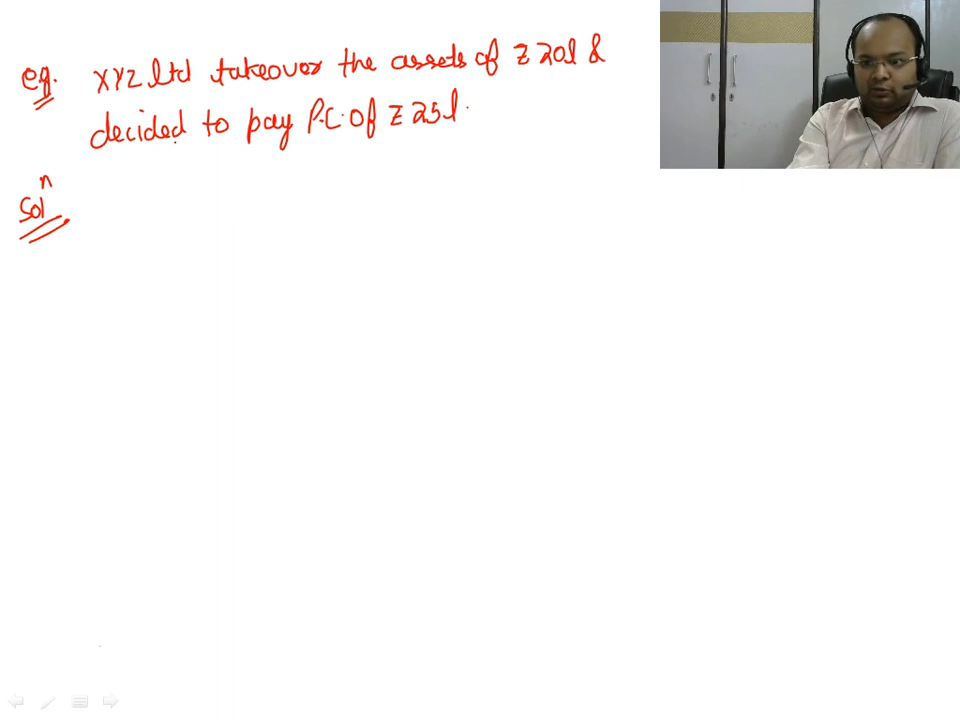 eg. XYZ ltd takeover the assets of ₹ 20l &
decided to pay P.C. of ₹ 25l.
Solⁿ